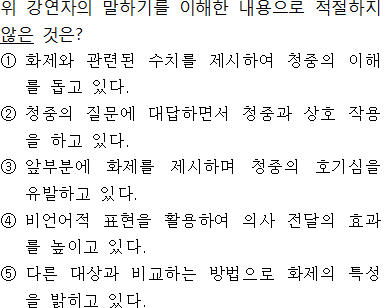 위 강연자의 말하기를 이해한 내용으로 적절하지
않은 것은?
① 화제와 관련된 수치를 제시하여 청중의 이해
를 돕고 있다.
② 청중의 질문에 대답하면서 청중과 상호 작용
을 하고 있다.
③ 앞부분에 화제를 제시하며 청중의 호기심을
유발하고 있다.
④ 비언어적 표현을 활용하여 의사 전달의 효과
를 높이고 있다.
⑤ 다른 대상과 비교하는 방법으로 화제의 특성
을 밝히고 있다.